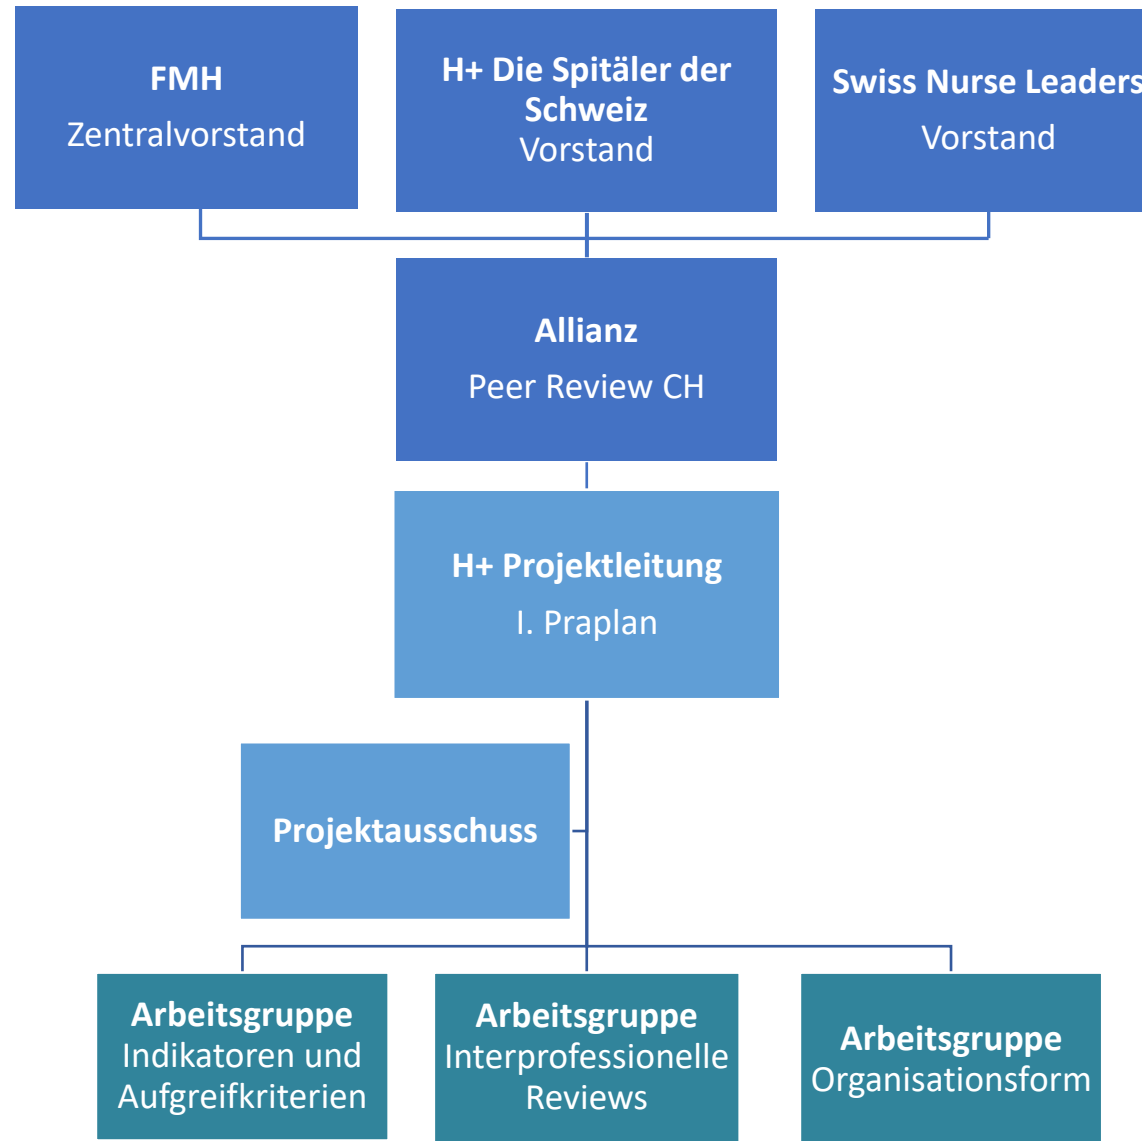 FMH
Zentralvorstand
H+ Die Spitäler der
Schweiz
Vorstand
Swiss Nurse Leaders
Vorstand
Allianz
Peer Review CH
H+ Projektleitung
I. Praplan
Projektausschuss
Arbeitsgruppe
Indikatoren und
Aufgreifkriterien
Arbeitsgruppe
Interprofessionelle
Reviews
Arbeitsgruppe
Organisationsform